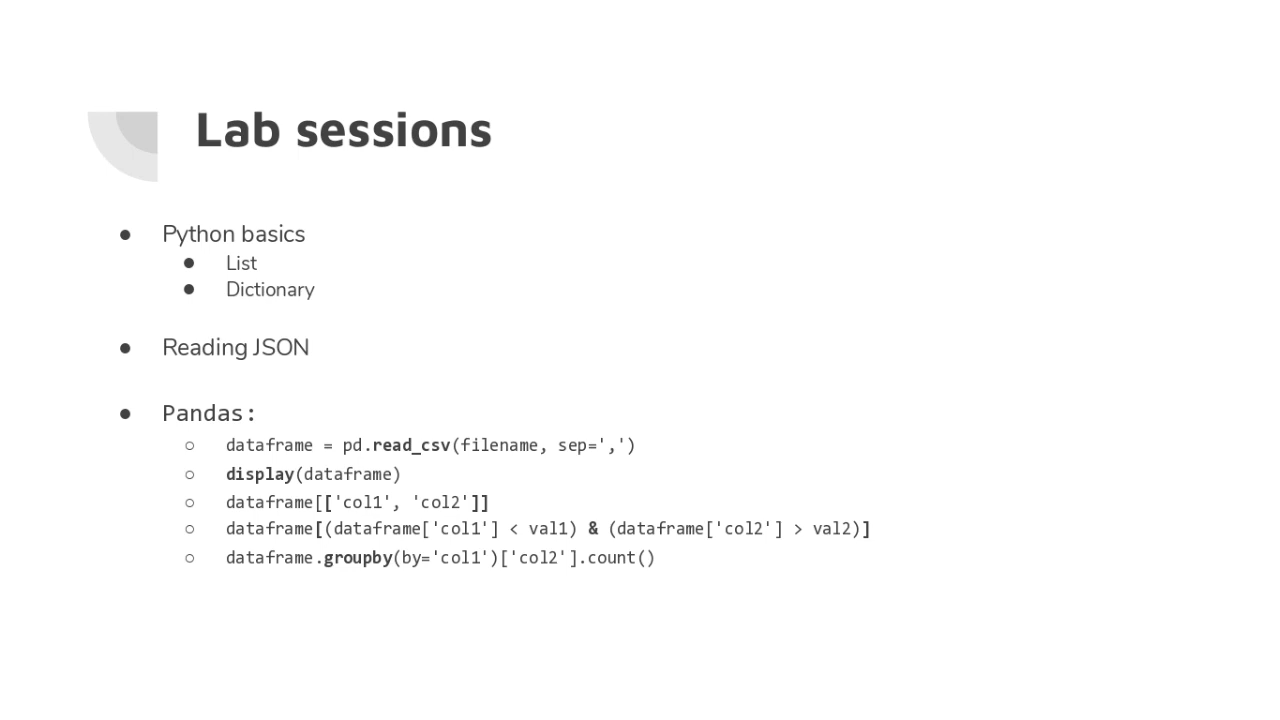 Lab sessions
● Python basics
● List
● Dictionary
● Reading JSON
● Pandas:
○ dataframe = pd.read_csv(filename, sep=',')
○ display(dataframe)
○ dataframe[['col1', 'col2']]
○ dataframe[(dataframe['col1'] < val1) & (dataframe['col2'] > val2)]
○ dataframe.groupby(by='col1')['col2'].count()